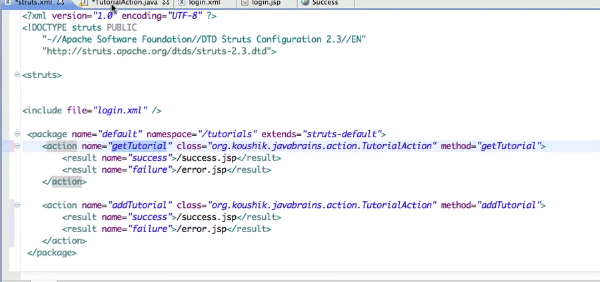 *struts.xml *TutorialAction.java login.xml login.jsp Success
<?xml version="1.0" encoding="UTF-8" ?>
<!DOCTYPE struts PUBLIC
"-//Apache Software Foundation//DTD Struts Configuration 2.3//EN"
"http://struts.apache.org/dtds/struts-2.3.dtd">
<struts>
<include file="login.xml" />
<package name="default" namespace="/tutorials" extends="struts-default">
<action name="getTutorial" class="org.koushik.javabrains.action.TutorialAction" method="getTutorial">
<result name="success">/success.jsp</result>
<result name="failure">/error.jsp</result>
</action>
<action name="addTutorial" class="org.koushik.javabrains.action.TutorialAction" method="addTutorial">
<result name="success">/success.jsp</result>
<result name="failure">/error.jsp</result>
</action>
</package>